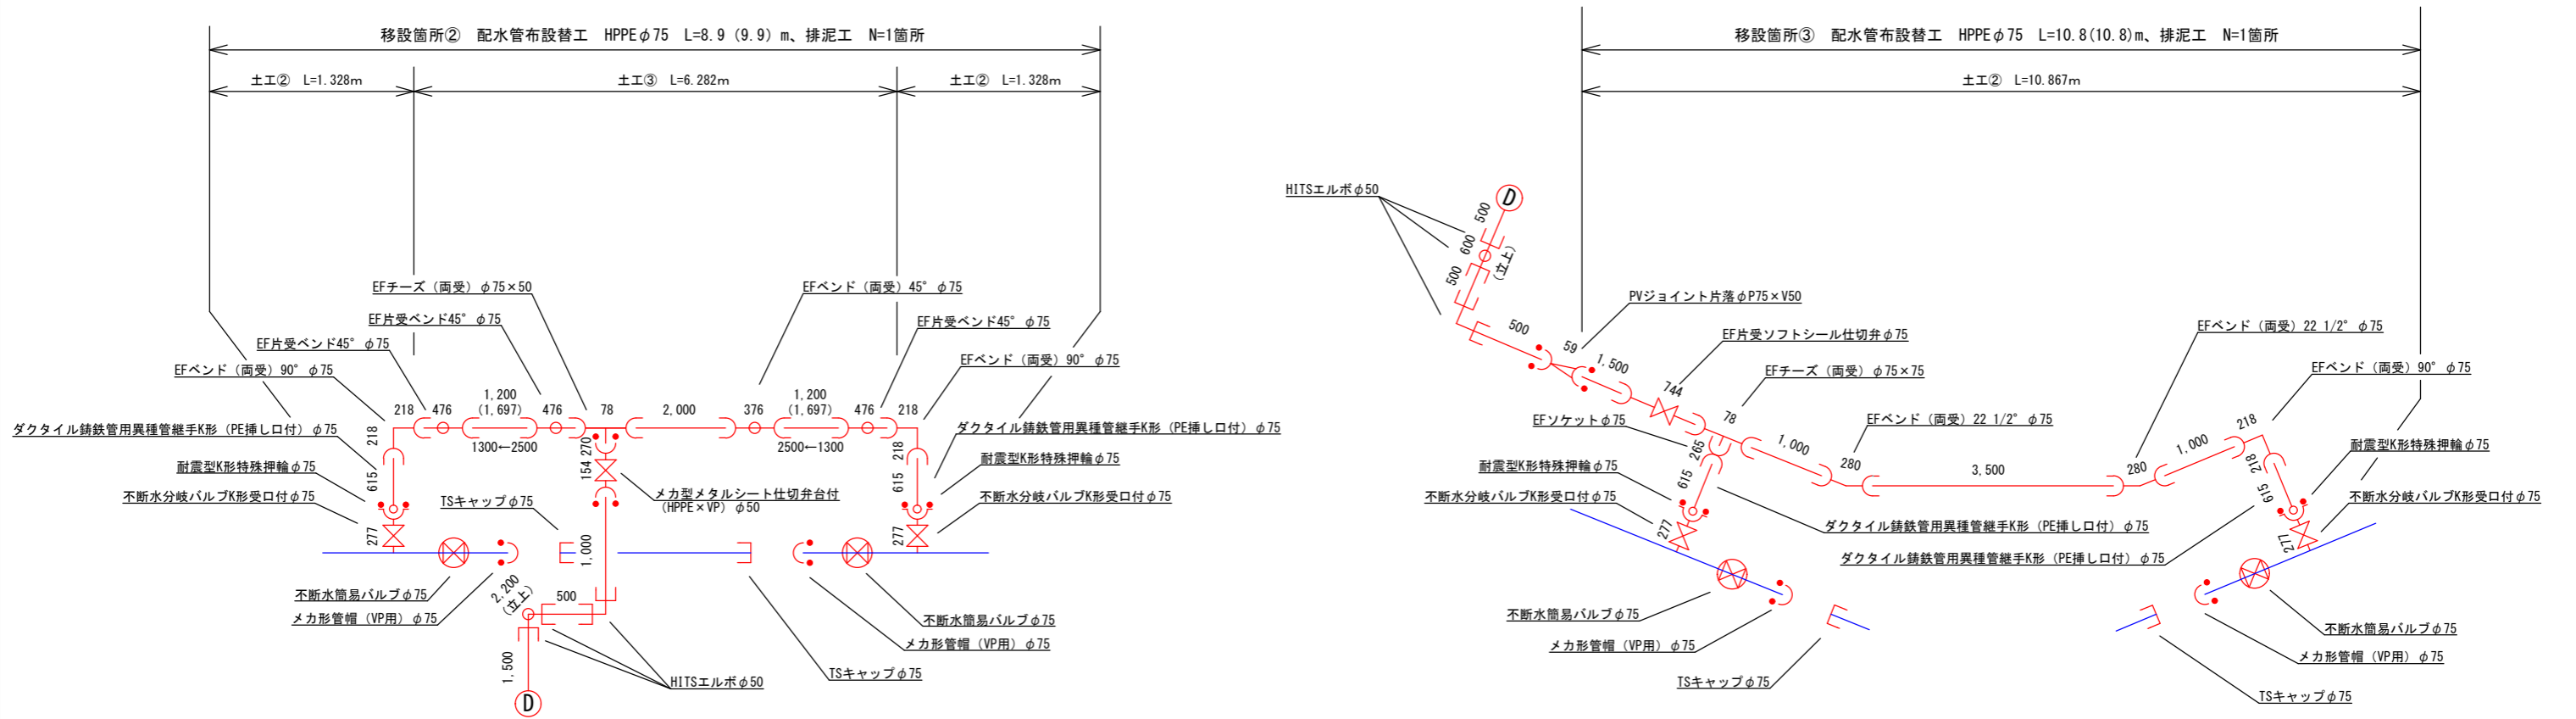 移設箇所② 配水管布設替工 HPPEφ75 L=8.9 (9.9) m、排泥工 N=1箇所
土工② L=1.328m
土工③ L=6.282m
土工② L=1.328m
EFチーズ（両受）φ75×50
EFベンド（両受）45° φ75
EF片受ベンド45° φ75
EF片受ベンド45° φ75
EF片受ベンド45° φ75
EFベンド（両受）90° φ75
EFベンド（両受）90° φ75
218
476
1,200
(1,697)
476
78
2,000
376
1,200
(1,697)
476
218
1300←2500
2500←1300
ダクタイル鋳鉄管用異種管継手K形（PE挿し口付）φ75
218
270
218
ダクタイル鋳鉄管用異種管継手K形（PE挿し口付）φ75
耐震型K形特殊押輪φ75
615
154
615
耐震型K形特殊押輪φ75
不断水分岐バルブK形受口付φ75
TSキャップφ75
メカ型メタルシート仕切弁台付
（HPPE×VP）φ50
不断水分岐バルブK形受口付φ75
277
1,000
277
不断水簡易バルブφ75
2,200
(立上)
500
メカ形管帽（VP用）φ75
不断水簡易バルブφ75
メカ形管帽（VP用）φ75
1,500
HITSエルボφ50
TSキャップφ75
D
移設箇所③ 配水管布設替工 HPPEφ75 L=10.8(10.8)m、排泥工 N=1箇所
土工② L=10.867m
HITSエルボφ50
D
500
600
(立上)
500
500
PVジョイント片落φP75×V50
59
1,500
EF片受ソフトシール仕切弁φ75
744
EFチーズ（両受）φ75×75
78
EFベンド（両受）22 1/2° φ75
EFベンド（両受）90° φ75
EFソケットφ75
265
1,000
EFベンド（両受）22 1/2° φ75
280
3,500
280
1,000
218
218
耐震型K形特殊押輪φ75
耐震型K形特殊押輪φ75
615
615
不断水分岐バルブK形受口付φ75
不断水分岐バルブK形受口付φ75
277
ダクタイル鋳鉄管用異種管継手K形（PE挿し口付）φ75
277
ダクタイル鋳鉄管用異種管継手K形（PE挿し口付）φ75
不断水簡易バルブφ75
不断水簡易バルブφ75
メカ形管帽（VP用）φ75
メカ形管帽（VP用）φ75
TSキャップφ75
TSキャップφ75